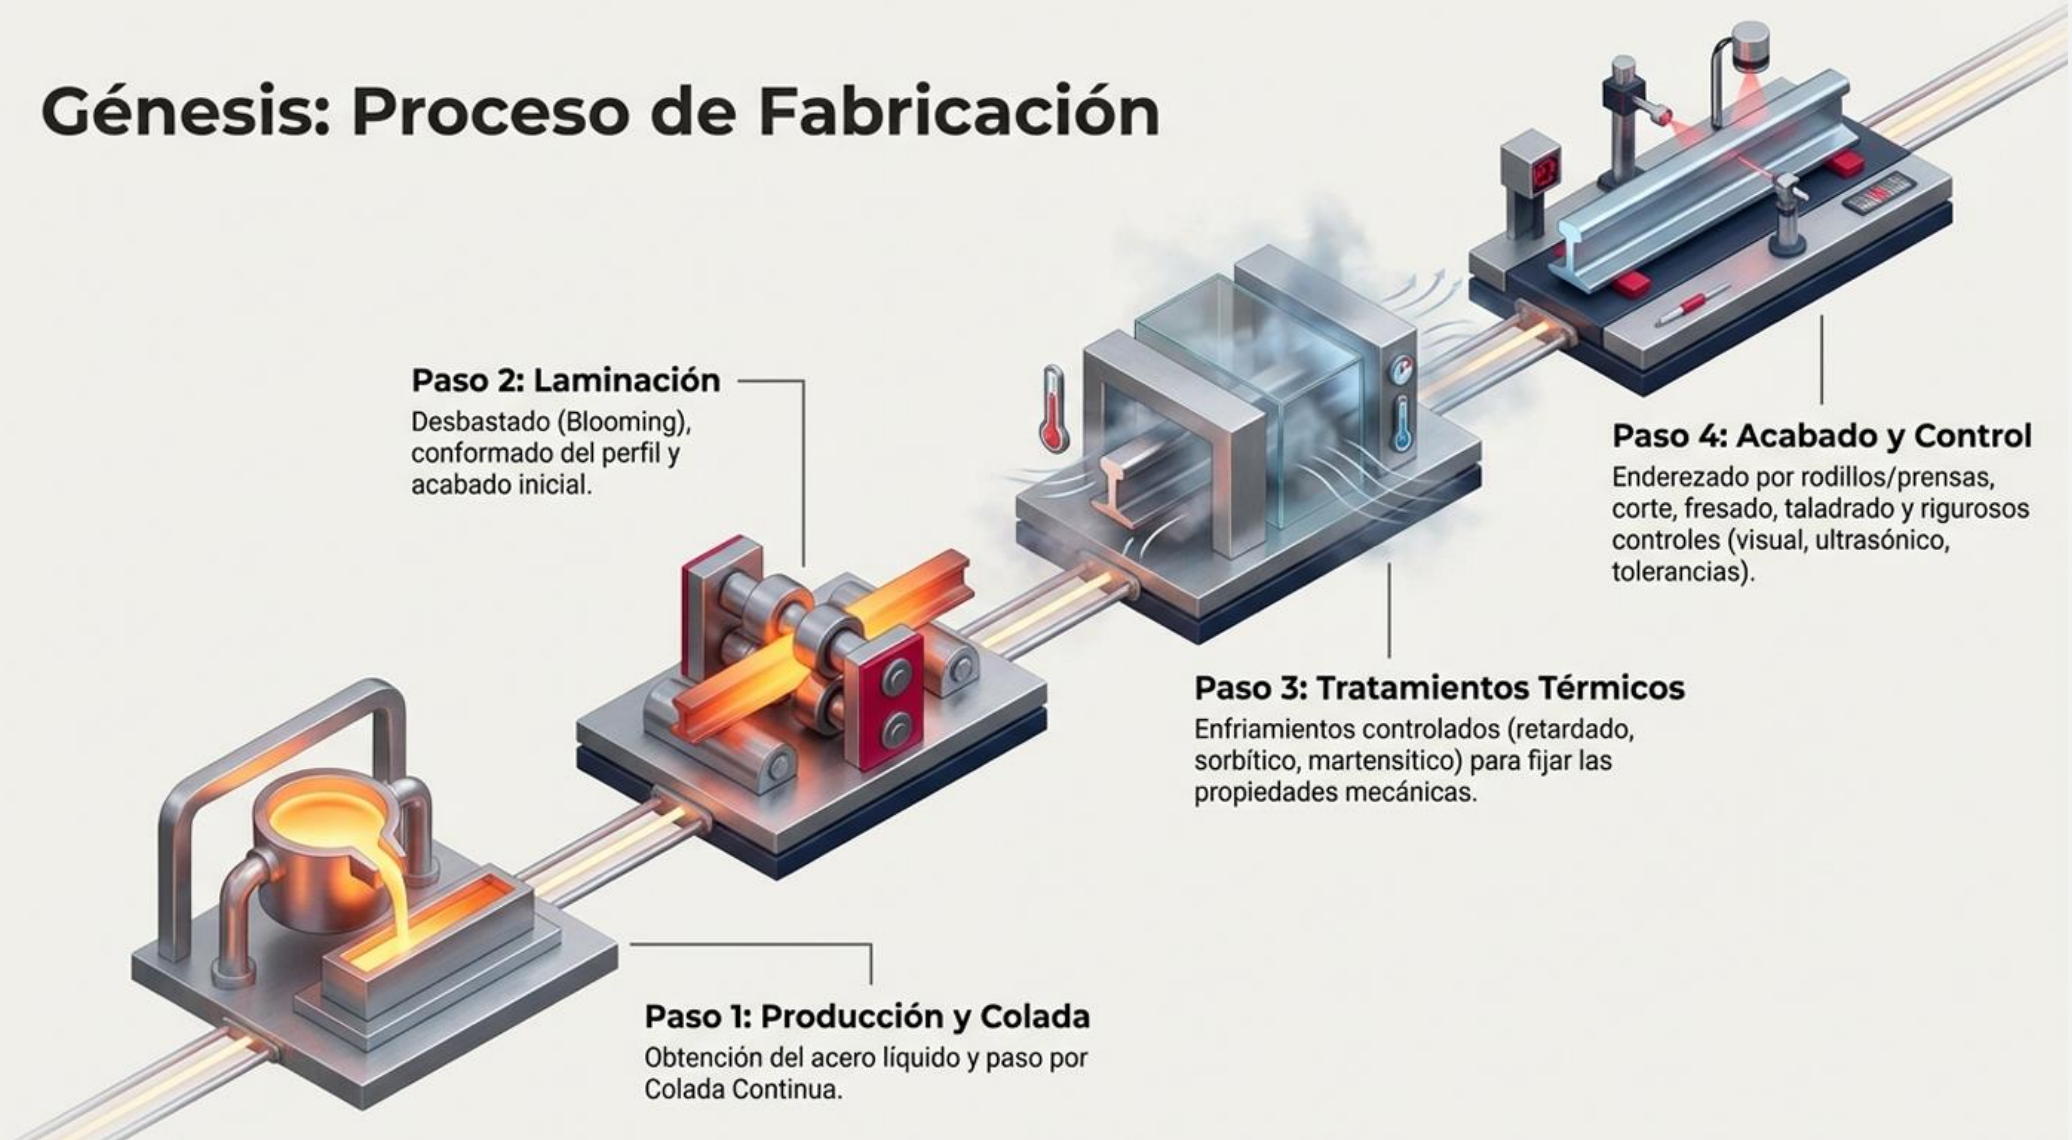 Génesis: Proceso de Fabricación
Paso 1: Producción y Colada
Obtención del acero líquido y paso por
Colada Continua.
Paso 2: Laminación
Desbastado (Blooming),
conformado del perfil y
acabado inicial.
Paso 3: Tratamientos Térmicos
Enfriamientos controlados (retardado,
sorbítico, martensítico) para fijar las
propiedades mecánicas.
Paso 4: Acabado y Control
Enderezado por rodillos/prensas,
corte, fresado, taladrado y rigurosos
controles (visual, ultrasónico,
tolerancias).